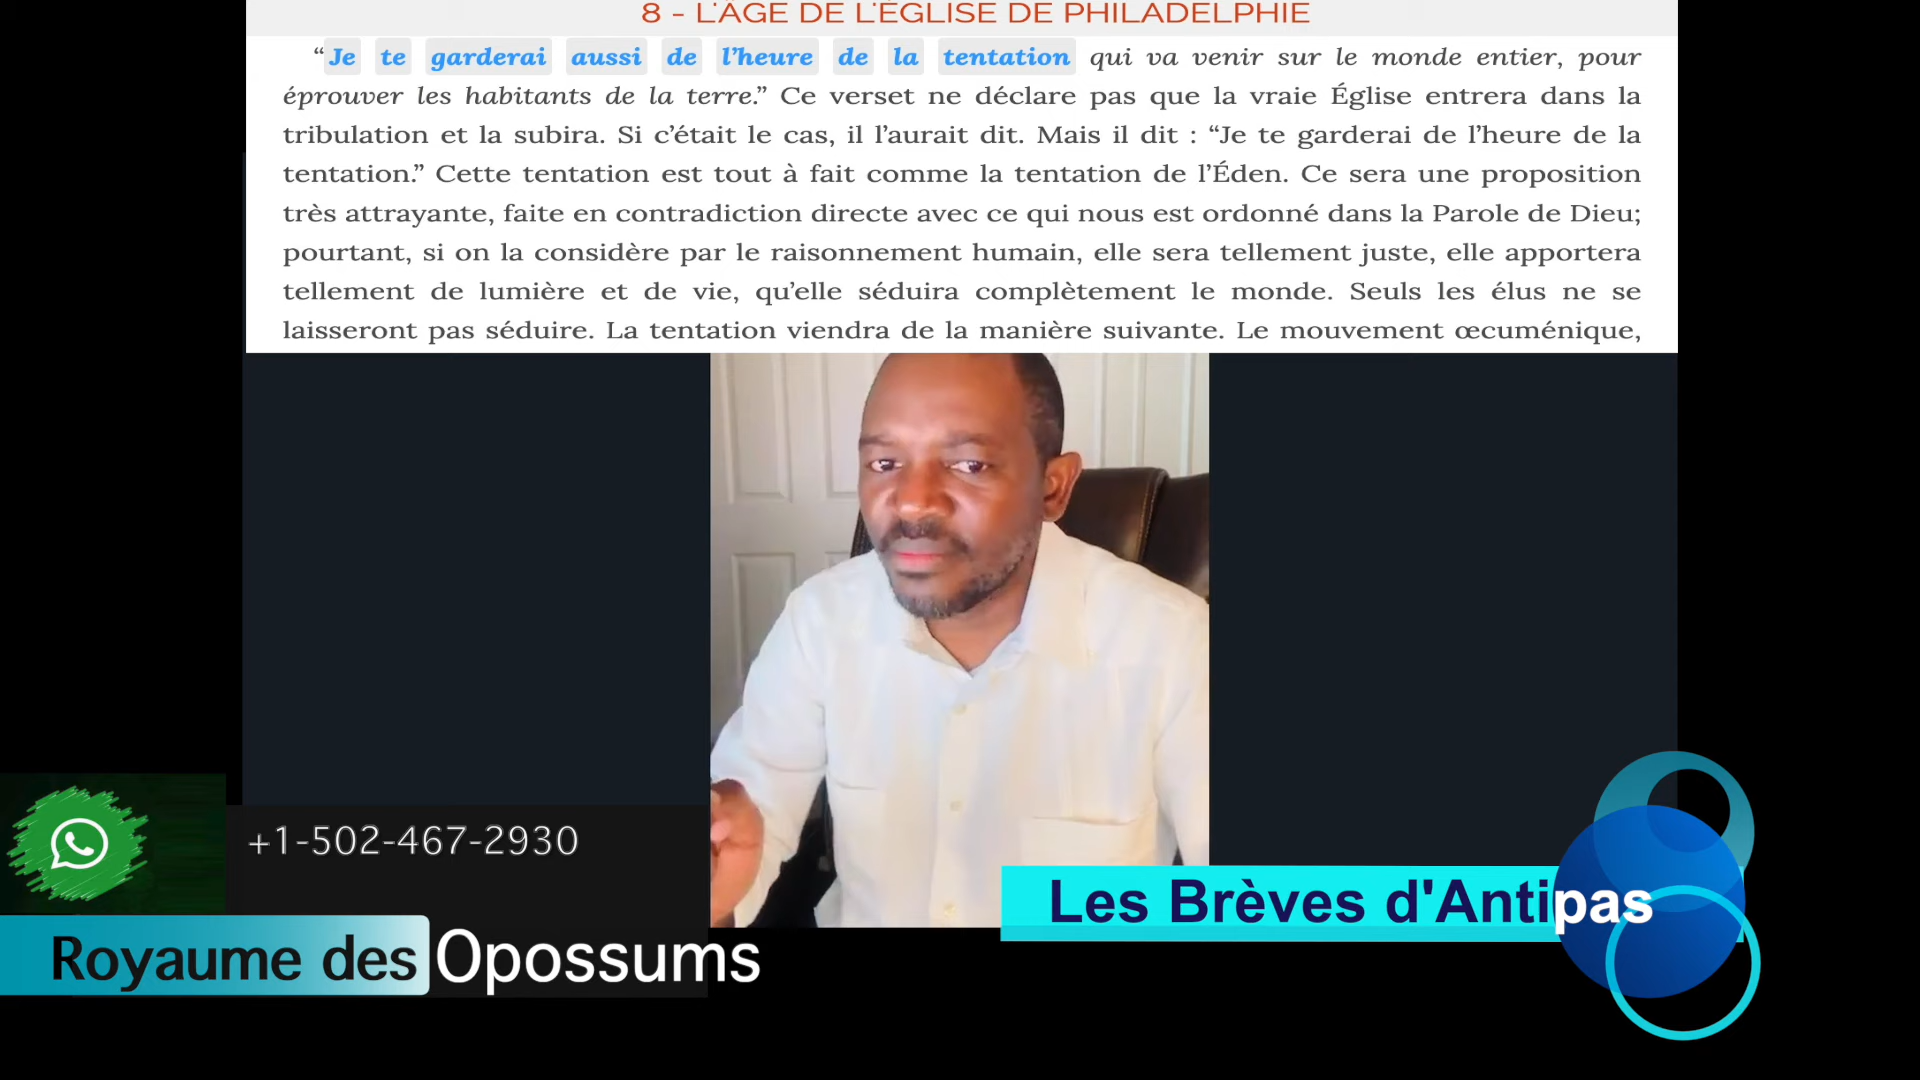 8 - L'ÂGE DE L'ÉGLISE DE PHILADELPHIE
“Je te garderai aussi de l’heure de la tentation qui va venir sur le monde entier, pour
éprouver les habitants de la terre.” Ce verset ne déclare pas que la vraie Église entrera dans la
tribulation et la subira. Si c’était le cas, il l’aurait dit. Mais il dit : “Je te garderai de l’heure de la
tentation.” Cette tentation est tout à fait comme la tentation de l’Éden. Ce sera une proposition
très attrayante, faite en contradiction directe avec ce qui nous est ordonné dans la Parole de Dieu;
pourtant, si on la considère par le raisonnement humain, elle sera tellement juste, elle apportera
tellement de lumière et de vie, qu’elle séduira complètement le monde. Seuls les élus ne se
laisseront pas séduire. La tentation viendra de la manière suivante. Le mouvement œcuménique,
+1-502-467-2930
Les Brèves d'Antipas
Royaume des Opossums